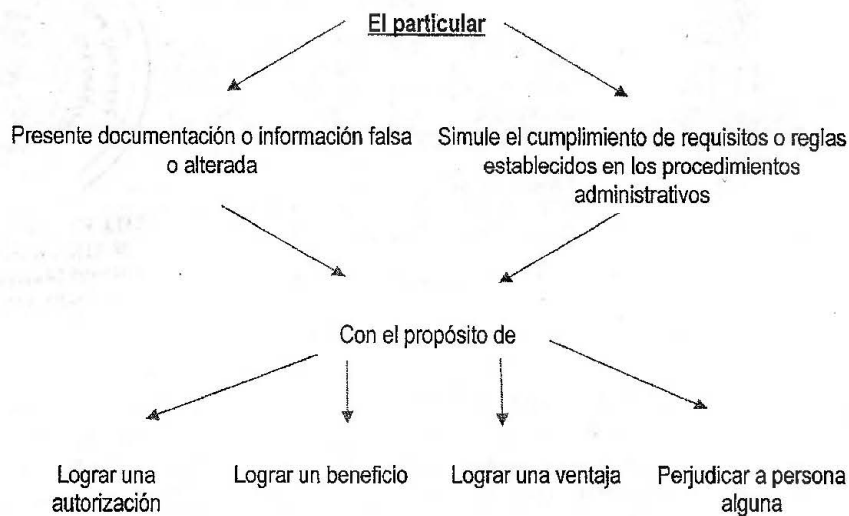 El particular
Presente documentación o información falsa
o alterada
Simule el cumplimiento de requisitos o reglas
establecidos en los procedimientos
administrativos
Con el propósito de
Lograr una
autorización
Lograr un beneficio
Lograr una ventaja
Perjudicar a persona
alguna